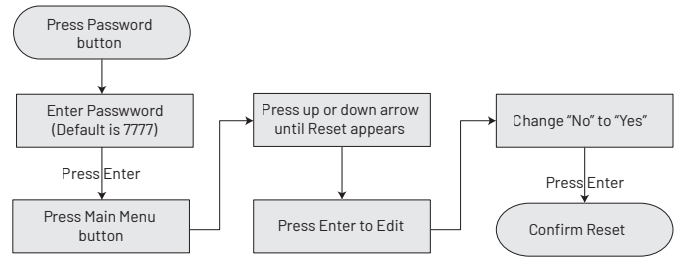 Press Password
button
Enter Passwword
(Default is 7777)
Press Enter
Press Main Menu
button
Press up or down arrow
until Reset appears
Press Enter to Edit
Change "No" to "Yes"
Press Enter
Confirm Reset